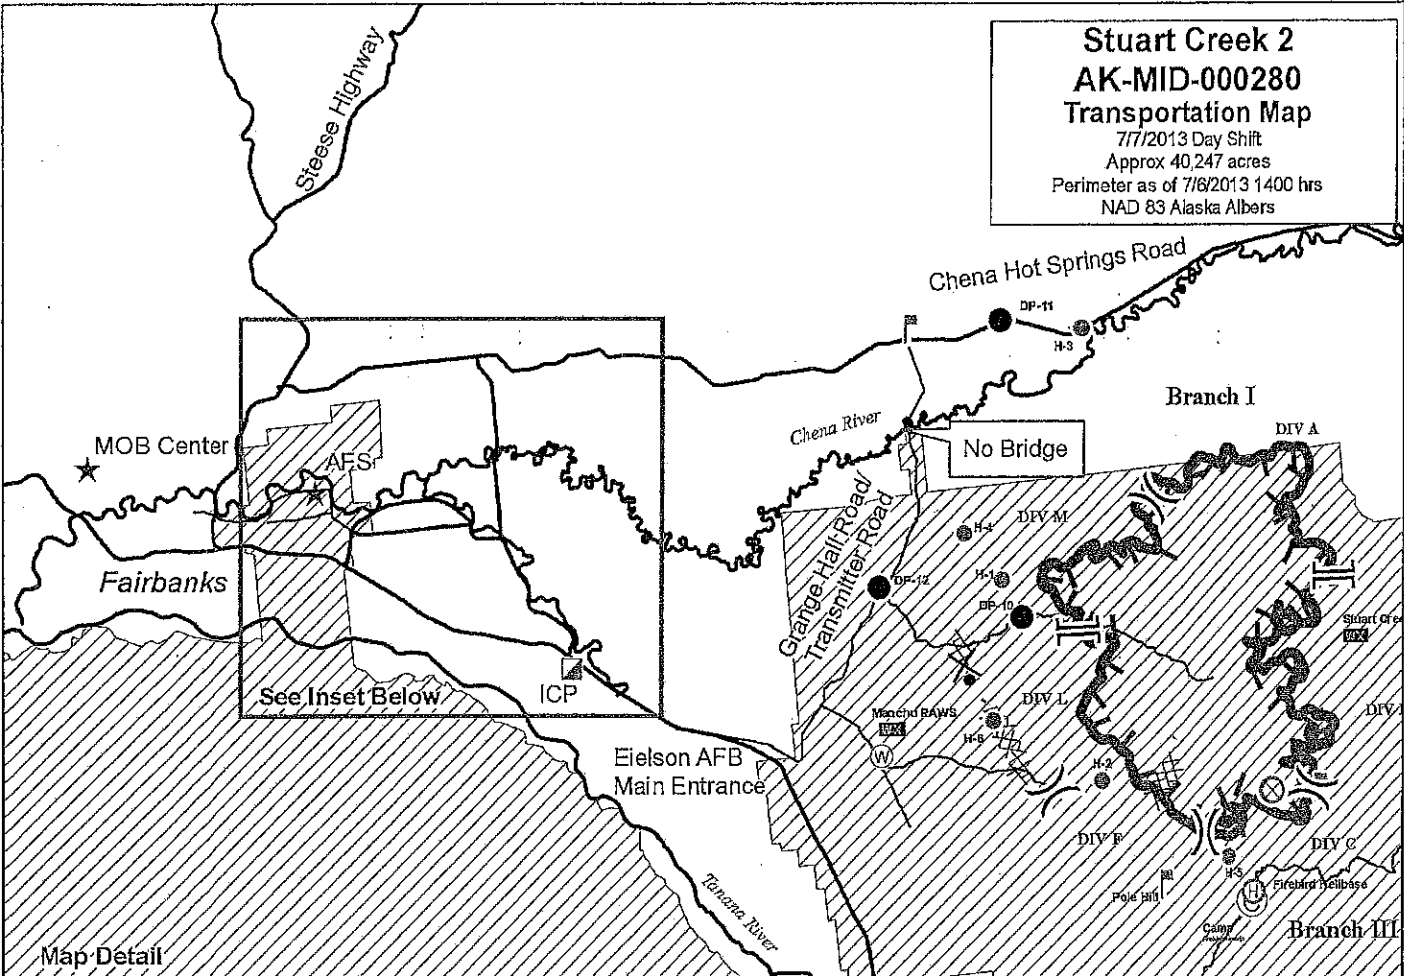 Stuart Creek 2
AK-MID-000280
Transportation Map
7/7/2013 Day Shift
Approx 40,247 acres
Perimeter as of 7/6/2013 1400 hrs
NAD 83 Alaska Albers
Steese Highway
Chena Hot Springs Road
DP-11
H-3
Branch I
Chena River
No Bridge
DIV A
MOB Center
AFS
Grange Hall Road/
Transmitter Road
H-4
DIV M
H-1
DP-12
DP-10
Fairbanks
WX
See Inset Below
ICP
DIV L
Manchu RAWS
WX
W
H-6
H-2
Eielson AFB
Main Entrance
DIV F
DIV C
H-5
Pole Hill
H
Firebird Helibase
Camp
Branch III
Tanana River
Map Detail